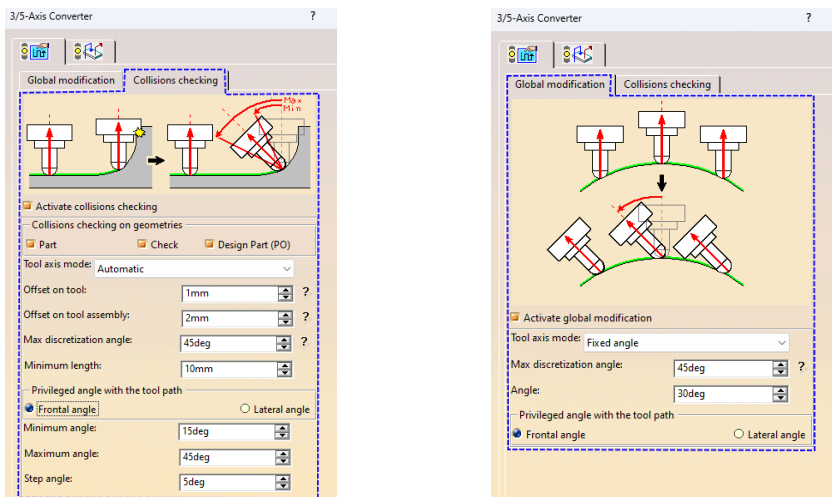 3/5-Axis Converter ?
Global modification Collisions checking
Max
Min
Activate collisions checking
Collisions checking on geometries
Part Check Design Part (PO)
Tool axis mode: Automatic
Offset on tool: 1mm ?
Offset on tool assembly: 2mm ?
Max discretization angle: 45deg ?
Minimum length: 10mm
Privileged angle with the tool path
Frontal angle Lateral angle
Minimum angle: 15deg
Maximum angle: 45deg
Step angle: 5deg
3/5-Axis Converter ?
Global modification Collisions checking
Activate global modification
Tool axis mode: Fixed angle
Max discretization angle: 45deg ?
Angle: 30deg
Privileged angle with the tool path
Frontal angle Lateral angle